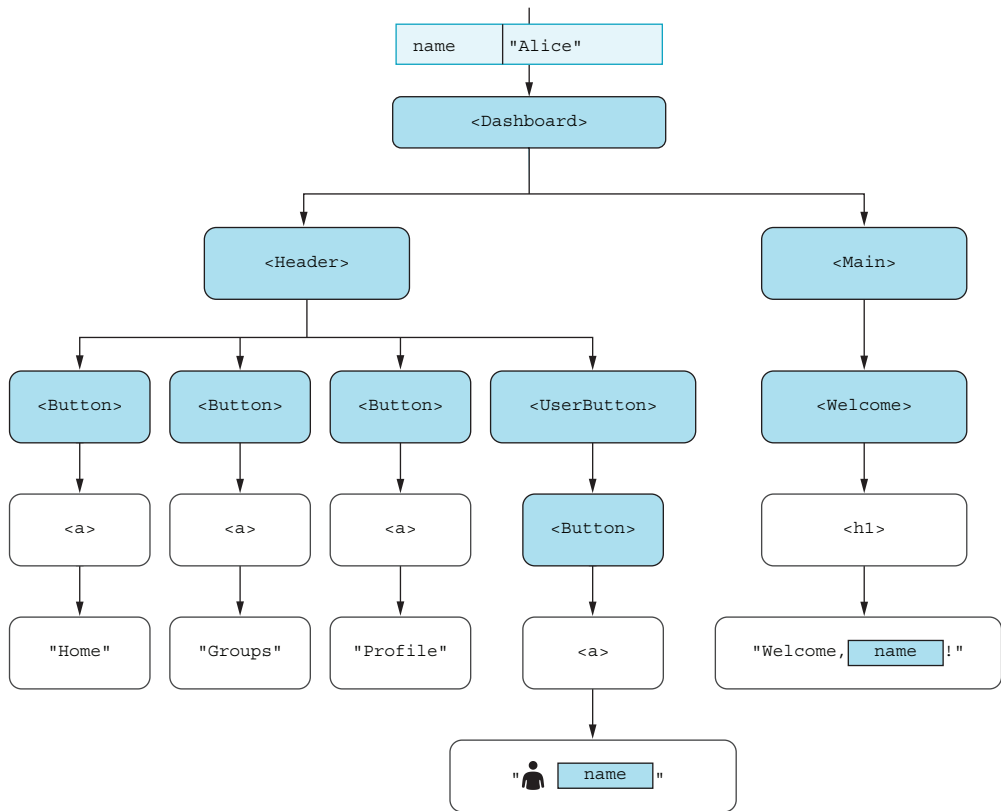 name "Alice"
<Dashboard>
<Header> <Main>
<Button> <Button> <Button> <UserButton> <Welcome>
<a> <a> <a> <Button> <h1>
"Home" "Groups" "Profile" <a> "Welcome, name !"
" name "